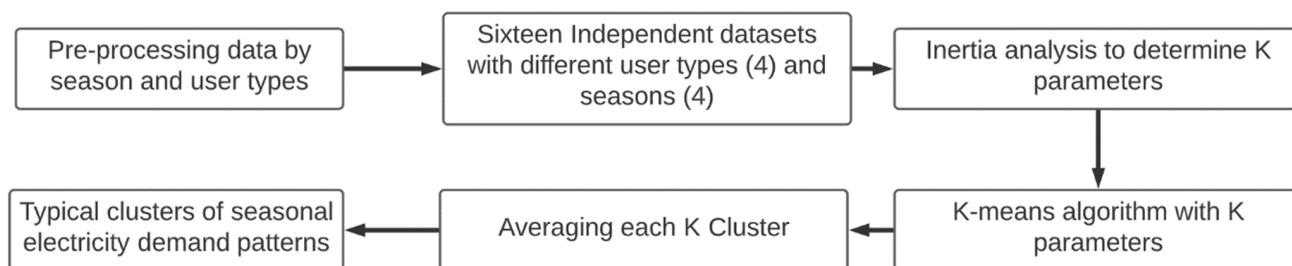 Pre-processing data by
season and user types
Sixteen Independent datasets
with different user types (4) and
seasons (4)
Inertia analysis to determine K
parameters
K-means algorithm with K
parameters
Averaging each K Cluster
Typical clusters of seasonal
electricity demand patterns